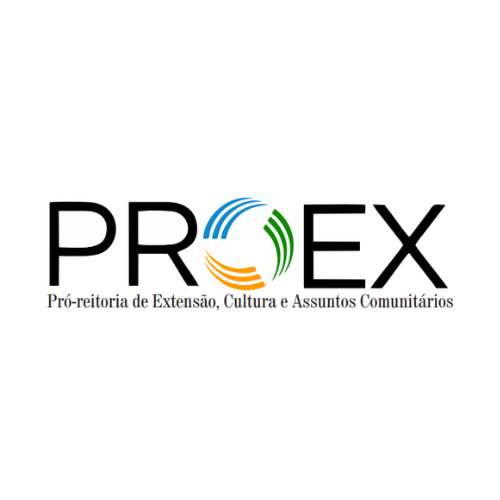 PROEX
Pró-reitoria de Extensão, Cultura e Assuntos Comunitários